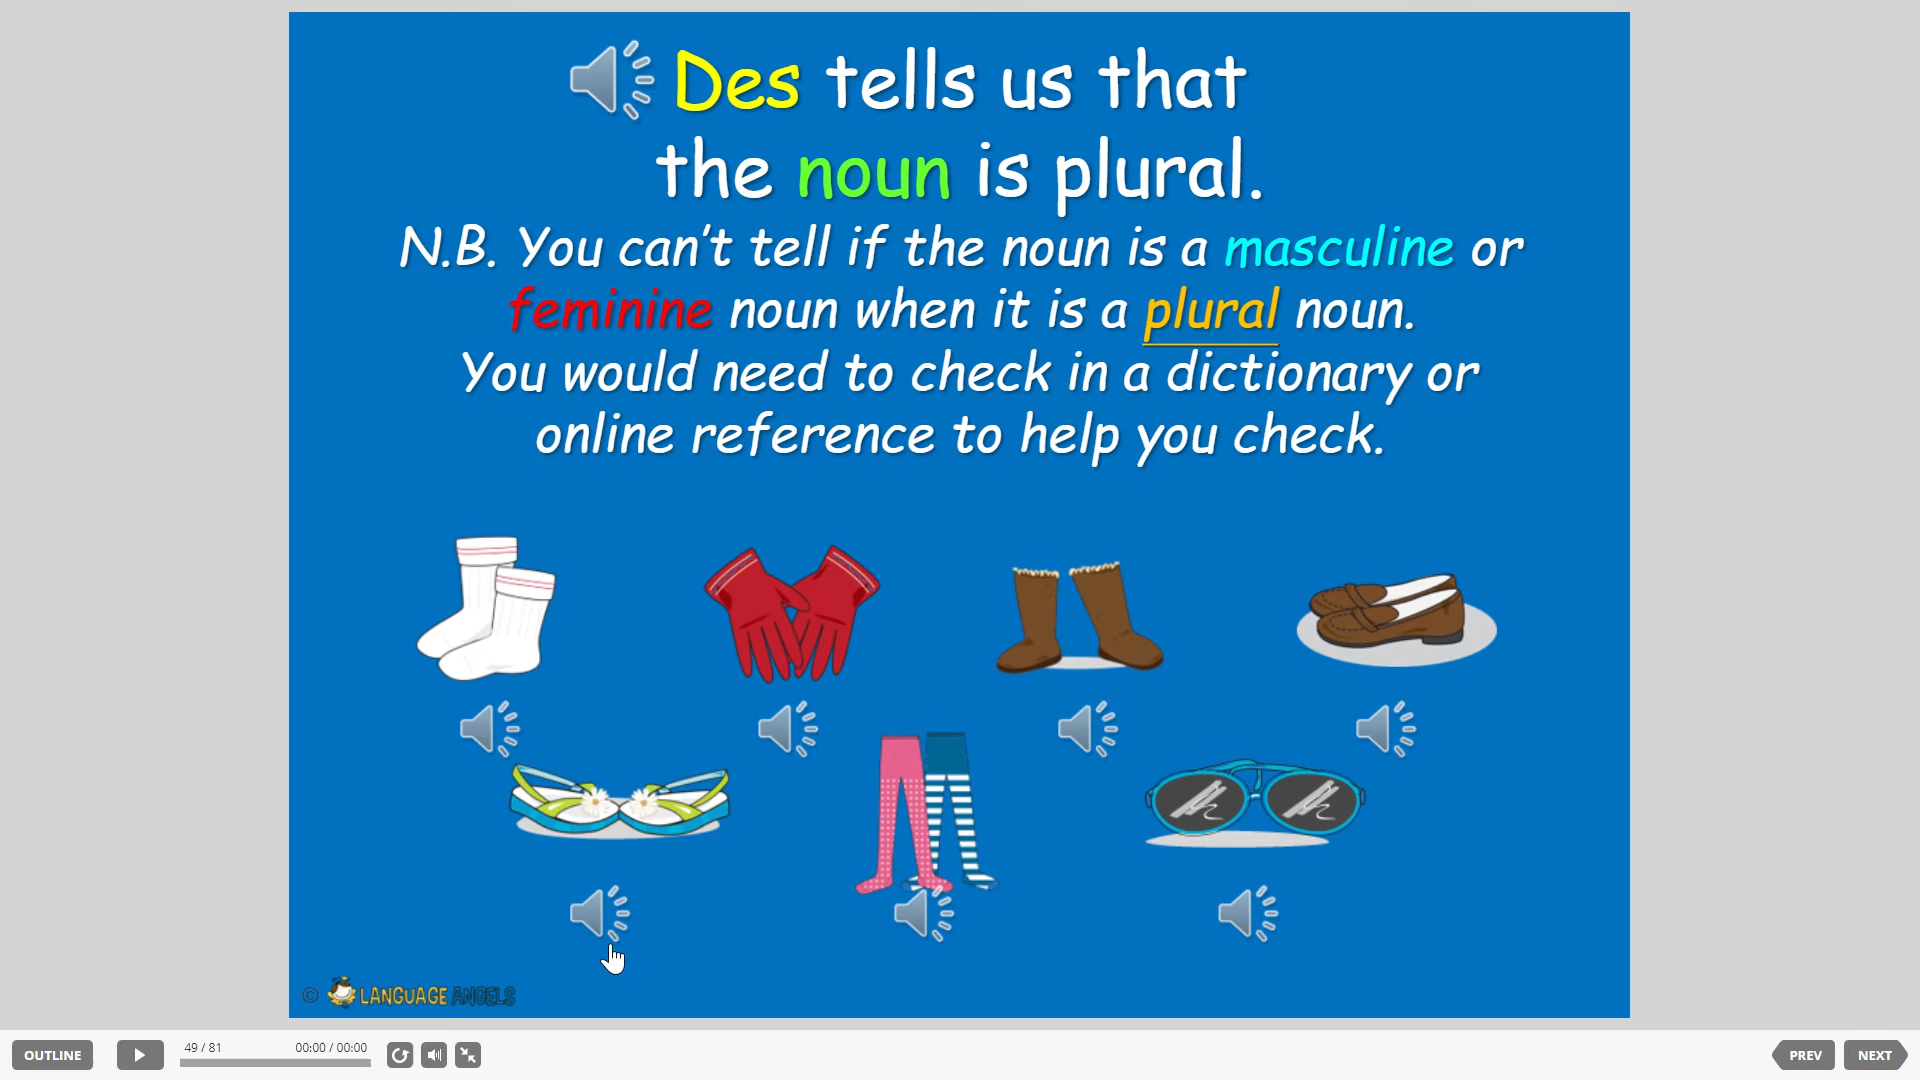 Des tells us that
the noun is plural.
N.B. You can't tell if the noun is a masculine or
feminine noun when it is a plural noun.
You would need to check in a dictionary or
online reference to help you check.
© LANGUAGE ANGELS
OUTLINE
49 / 81
00:00 / 00:00
PREV
NEXT